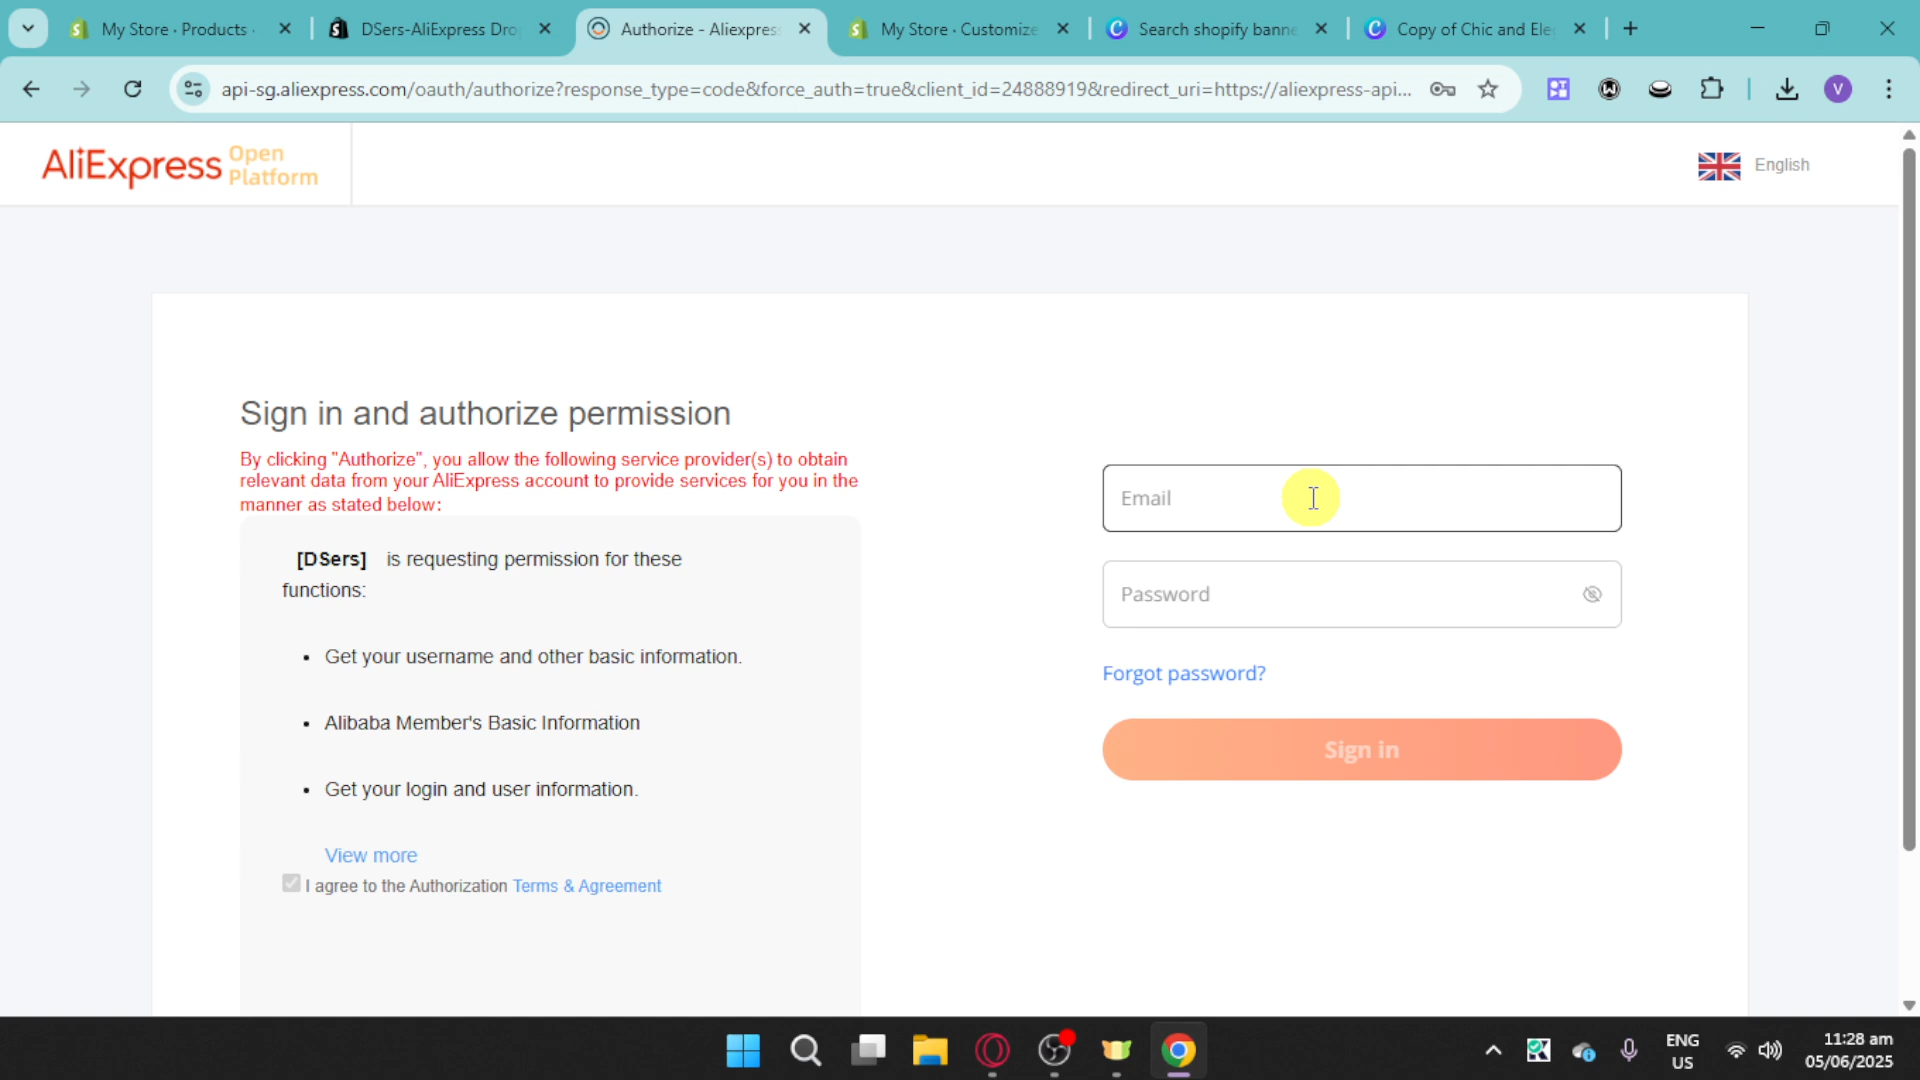 My Store · Products ·
DSers-AliExpress Dro
Authorize - Aliexpres
My Store · Customize
Search shopify banne
Copy of Chic and Ele
api-sg.aliexpress.com/oauth/authorize?response_type=code&force_auth=true&client_id=24888919&redirect_uri=https://aliexpress-api...
V
AliExpress Open Platform
English
Sign in and authorize permission
By clicking "Authorize", you allow the following service provider(s) to obtain
relevant data from your AliExpress account to provide services for you in the
manner as stated below:
[DSers] is requesting permission for these
functions:
• Get your username and other basic information.
• Alibaba Member's Basic Information
• Get your login and user information.
View more
I agree to the Authorization Terms & Agreement
Email
Password
Forgot password?
Sign in
ENG
US
11:28 am
05/06/2025